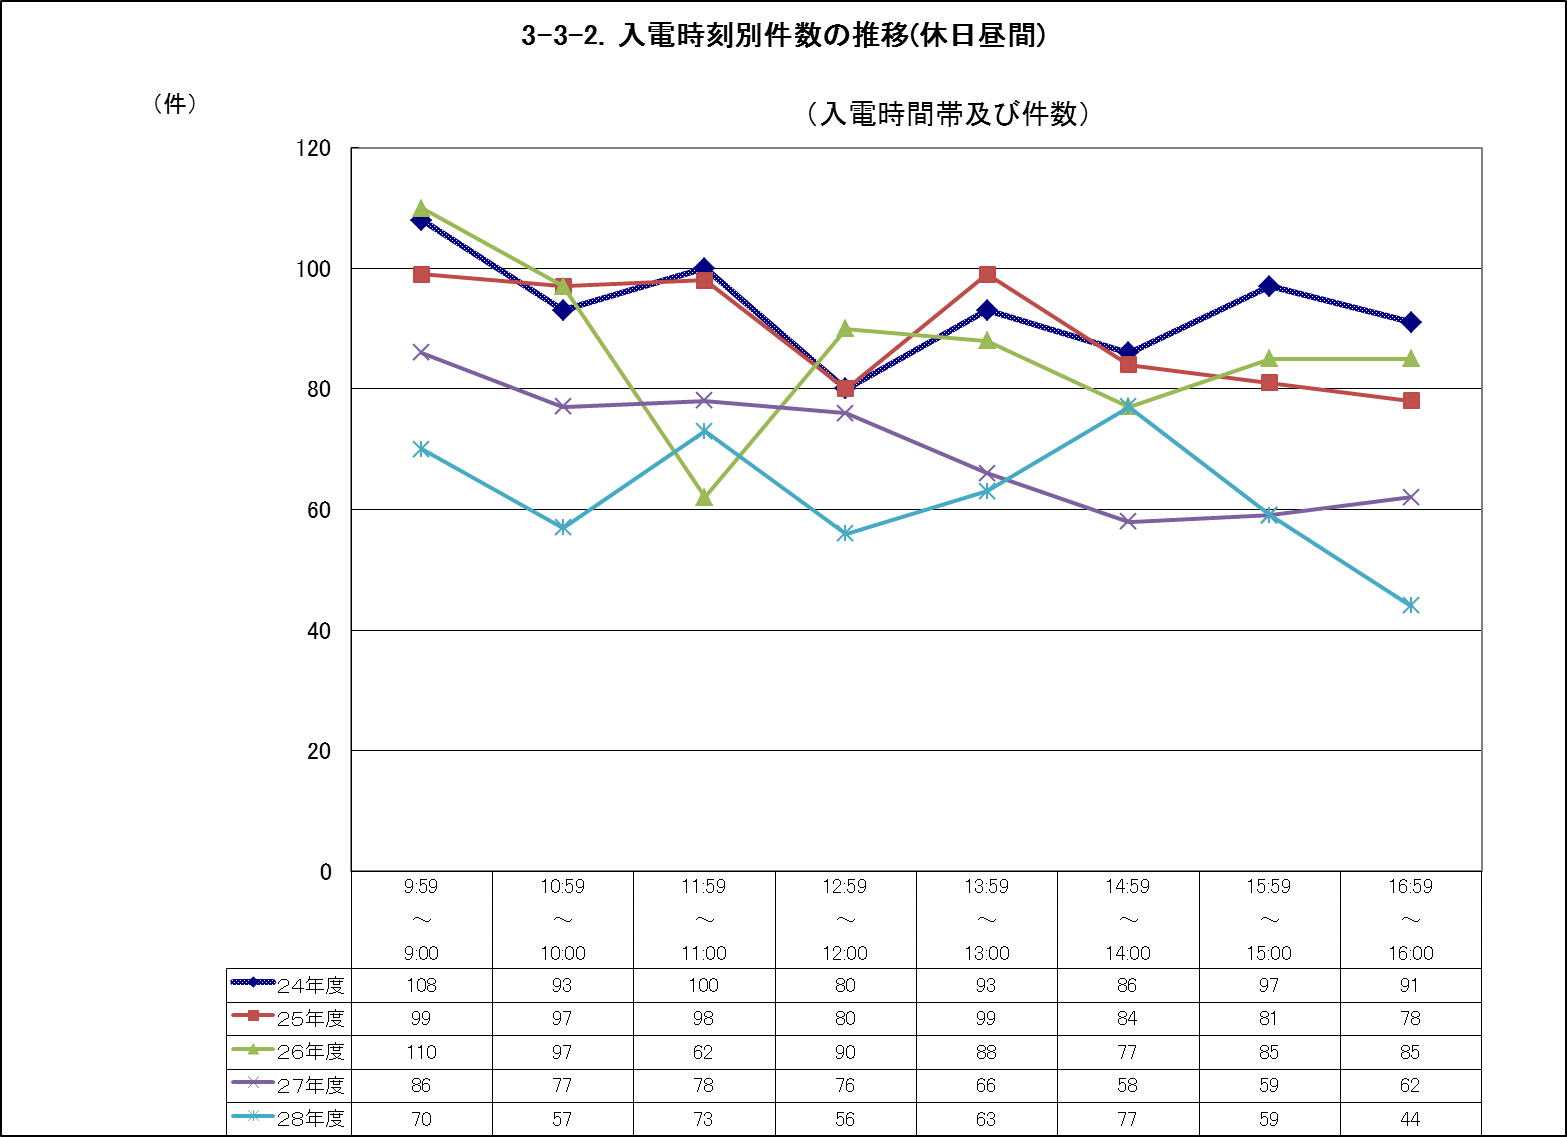 3-3-2. 入電時刻別件数の推移(休日昼間)
（件）
（入電時間帯及び件数）
120
100
80
60
40
20
0
9:59 10:59 11:59 12:59 13:59 14:59 15:59 16:59
～ ～ ～ ～ ～ ～ ～ ～
9:00 10:00 11:00 12:00 13:00 14:00 15:00 16:00
24年度 108 93 100 80 93 86 97 91
25年度 99 97 98 80 99 84 81 78
26年度 110 97 62 90 88 77 85 85
27年度 86 77 78 76 66 58 59 62
28年度 70 57 73 56 63 77 59 44